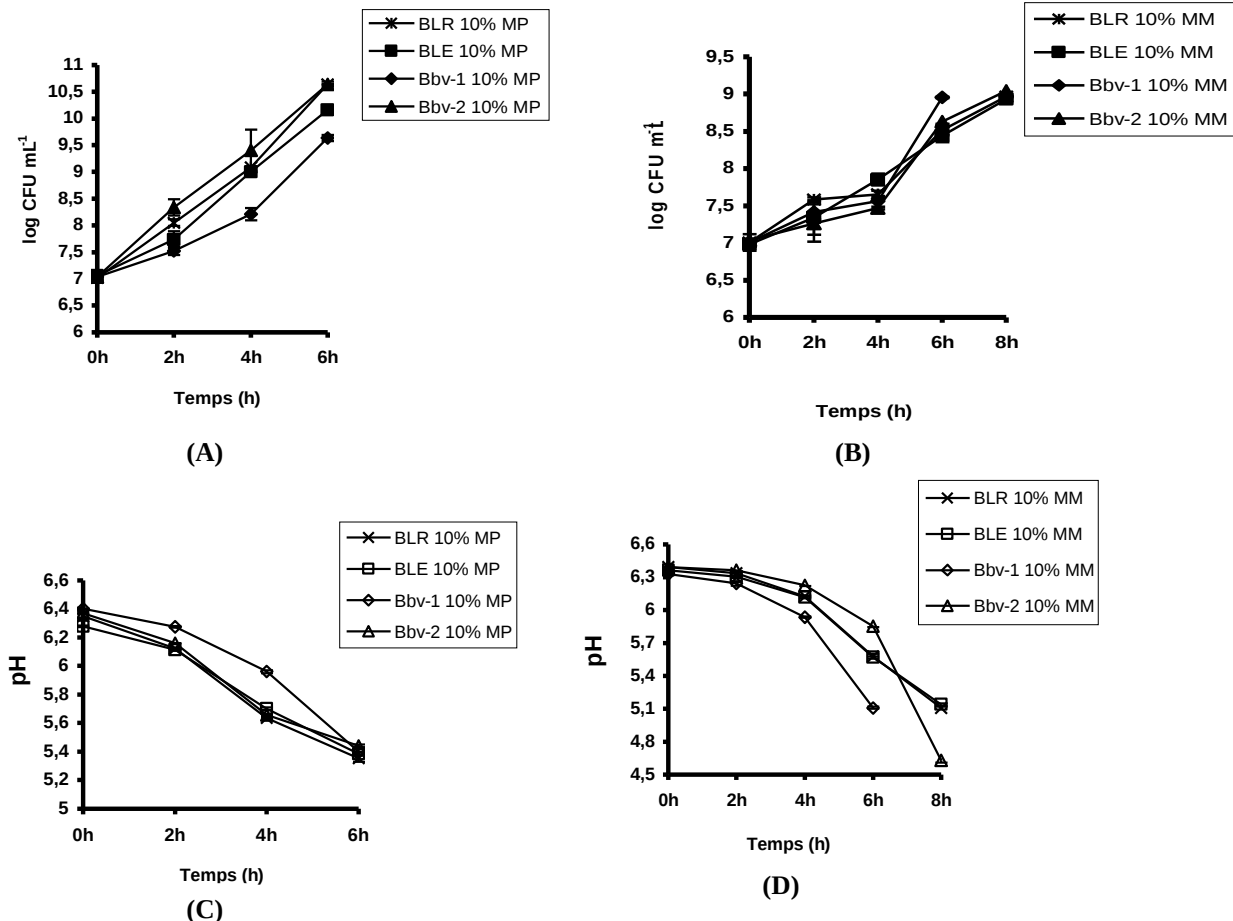 BLR 10% MP
BLE 10% MP
Bbv-1 10% MP
Bbv-2 10% MP
log CFU mL-1
11
10,5
10
9,5
9
8,5
8
7,5
7
6,5
6
0h 2h 4h 6h
Temps (h)
(A)
BLR 10% MM
BLE 10% MM
Bbv-1 10% MM
Bbv-2 10% MM
log CFU mL-1
9,5
9
8,5
8
7,5
7
6,5
6
0h 2h 4h 6h 8h
Temps (h)
(B)
BLR 10% MP
BLE 10% MP
Bbv-1 10% MP
Bbv-2 10% MP
pH
6,6
6,4
6,2
6
5,8
5,6
5,4
5,2
5
0h 2h 4h 6h
Temps (h)
(C)
BLR 10% MM
BLE 10% MM
Bbv-1 10% MM
Bbv-2 10% MM
pH
6,6
6,3
6
5,7
5,4
5,1
4,8
4,5
0h 2h 4h 6h 8h
Temps (h)
(D)